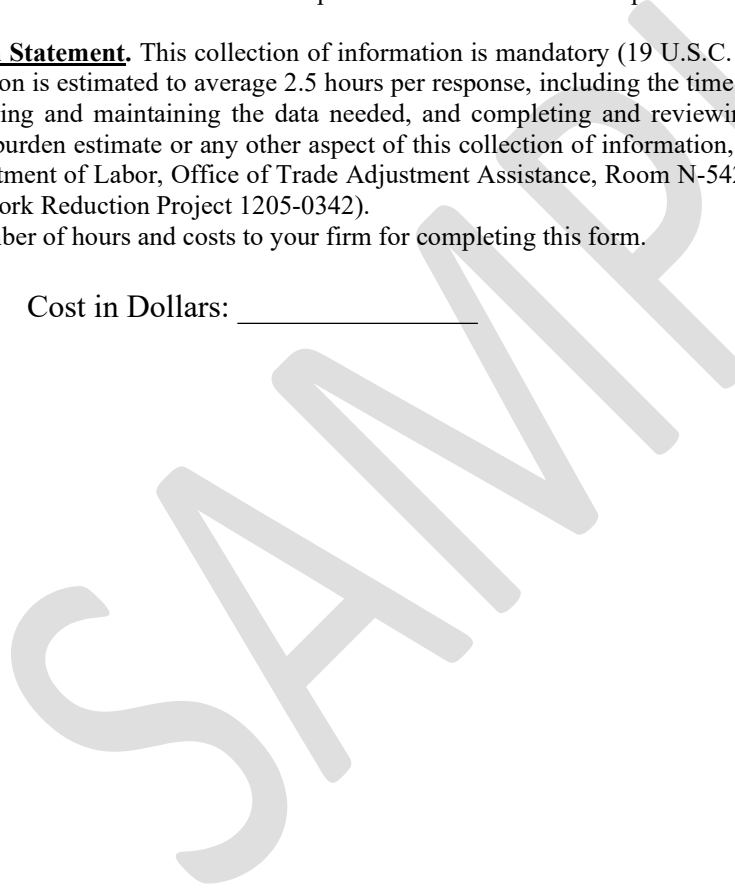 Statement. This collection of information is mandatory (19 U.S.C.
on is estimated to average 2.5 hours per response, including the time
ing and maintaining the data needed, and completing and reviewin
burden estimate or any other aspect of this collection of information,
tment of Labor, Office of Trade Adjustment Assistance, Room N-542
ork Reduction Project 1205-0342).
ber of hours and costs to your firm for completing this form.
Cost in Dollars: _______________
SAMPL